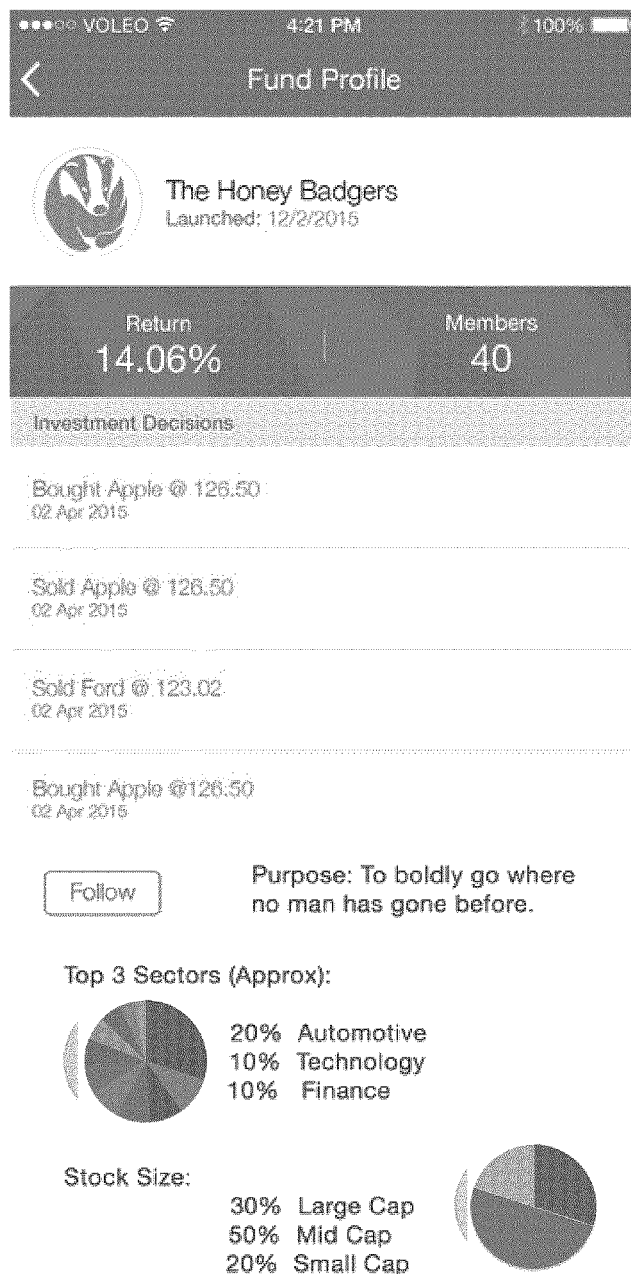 VOLEO 4:21 PM 100%
Fund Profile
The Honey Badgers
Launched: 12/2/2015
Return
14.06%
Members
40
Investment Decisions
Bought Apple @ 126.50
02 Apr 2015
Sold Apple @ 126.50
02 Apr 2015
Sold Ford @ 123.02
02 Apr 2015
Bought Apple @126.50
02 Apr 2015
Follow
Purpose: To boldly go where
no man has gone before.
Top 3 Sectors (Approx):
20% Automotive
10% Technology
10% Finance
Stock Size:
30% Large Cap
50% Mid Cap
20% Small Cap